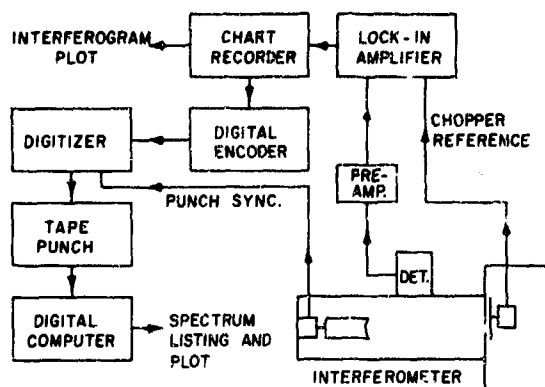 INTERFEROGRAM
PLOT
CHART
RECORDER
LOCK-IN
AMPLIFIER
DIGITIZER
DIGITAL
ENCODER
CHOPPER
REFERENCE
PRE-
AMP.
PUNCH SYNC.
TAPE
PUNCH
DET.
DIGITAL
COMPUTER
SPECTRUM
LISTING AND
PLOT
INTERFEROMETER